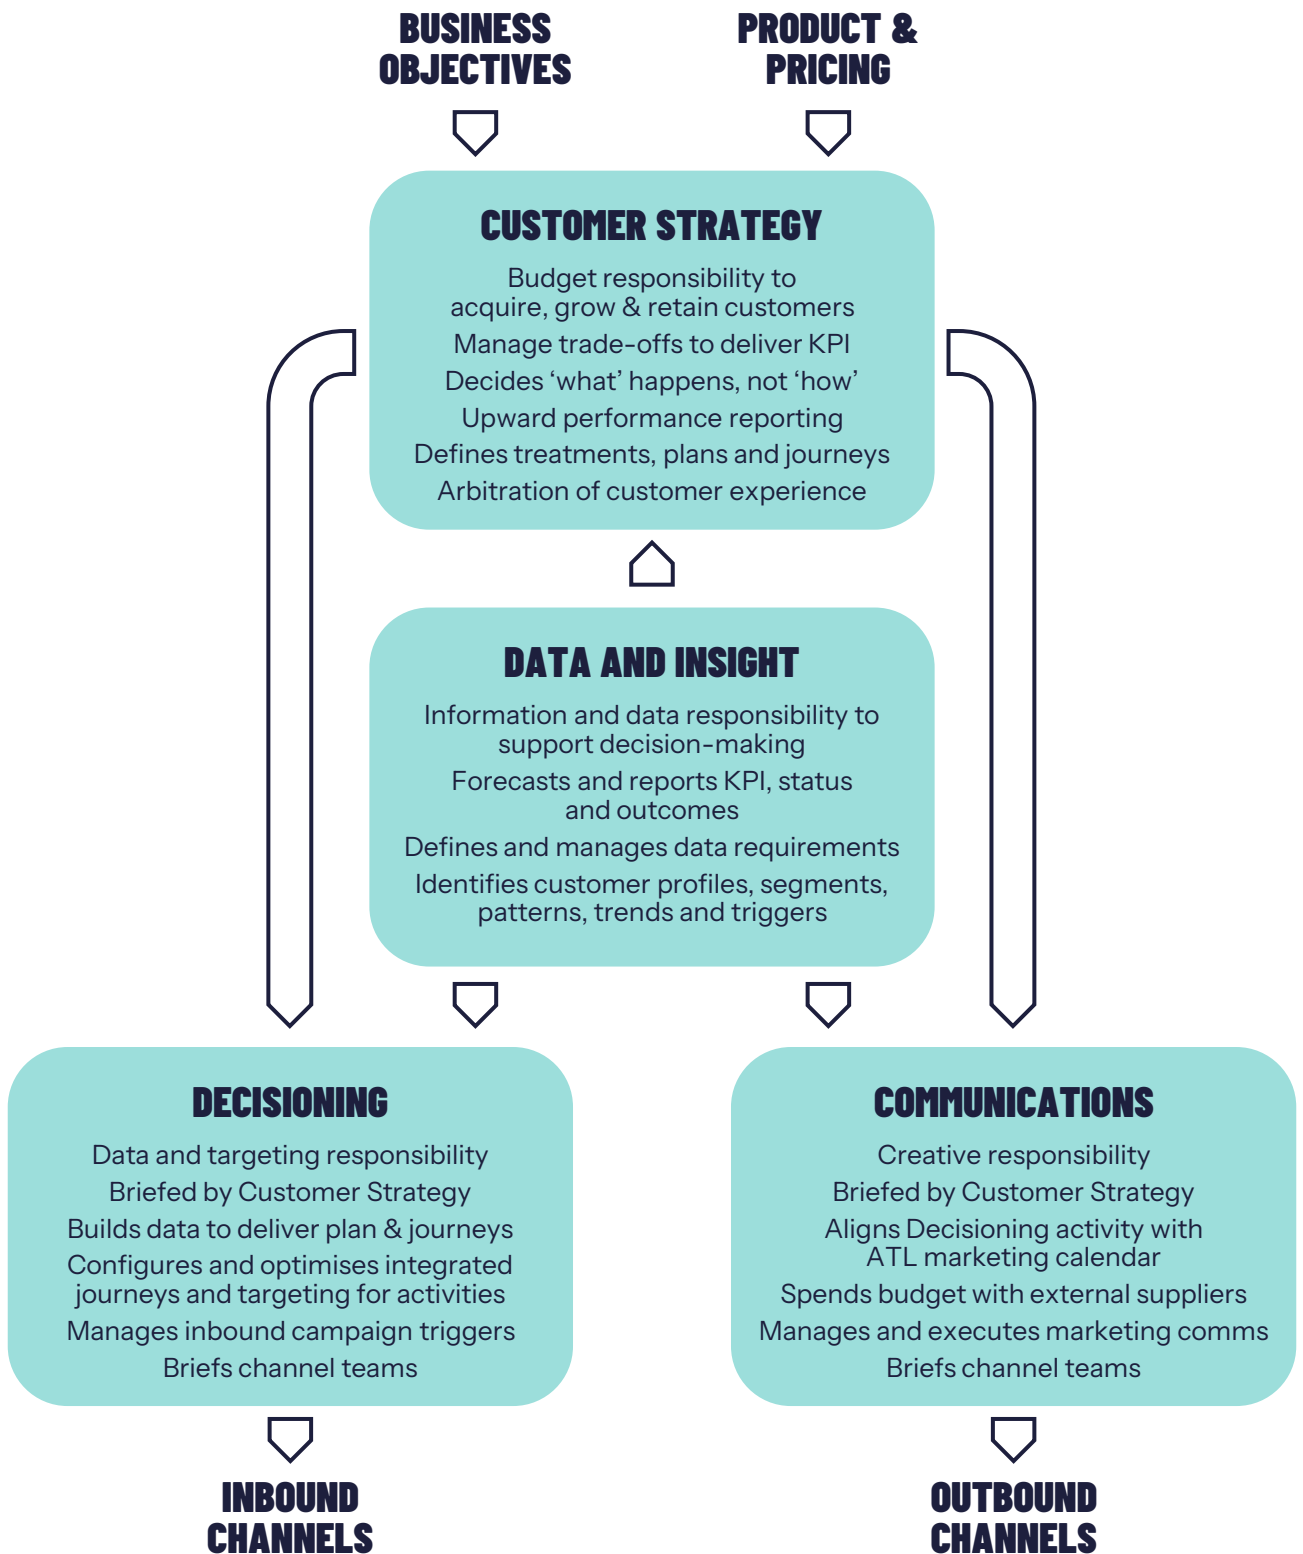 BUSINESS
OBJECTIVES
PRODUCT &
PRICING
CUSTOMER STRATEGY
Budget responsibility to
acquire, grow & retain customers
Manage trade-offs to deliver KPI
Decides ‘what’ happens, not ‘how’
Upward performance reporting
Defines treatments, plans and journeys
Arbitration of customer experience
DATA AND INSIGHT
Information and data responsibility to
support decision-making
Forecasts and reports KPI, status
and outcomes
Defines and manages data requirements
Identifies customer profiles, segments,
patterns, trends and triggers
DECISIONING
Data and targeting responsibility
Briefed by Customer Strategy
Builds data to deliver plan & journeys
Configures and optimises integrated
journeys and targeting for activities
Manages inbound campaign triggers
Briefs channel teams
COMMUNICATIONS
Creative responsibility
Briefed by Customer Strategy
Aligns Decisioning activity with
ATL marketing calendar
Spends budget with external suppliers
Manages and executes marketing comms
Briefs channel teams
INBOUND
CHANNELS
OUTBOUND
CHANNELS